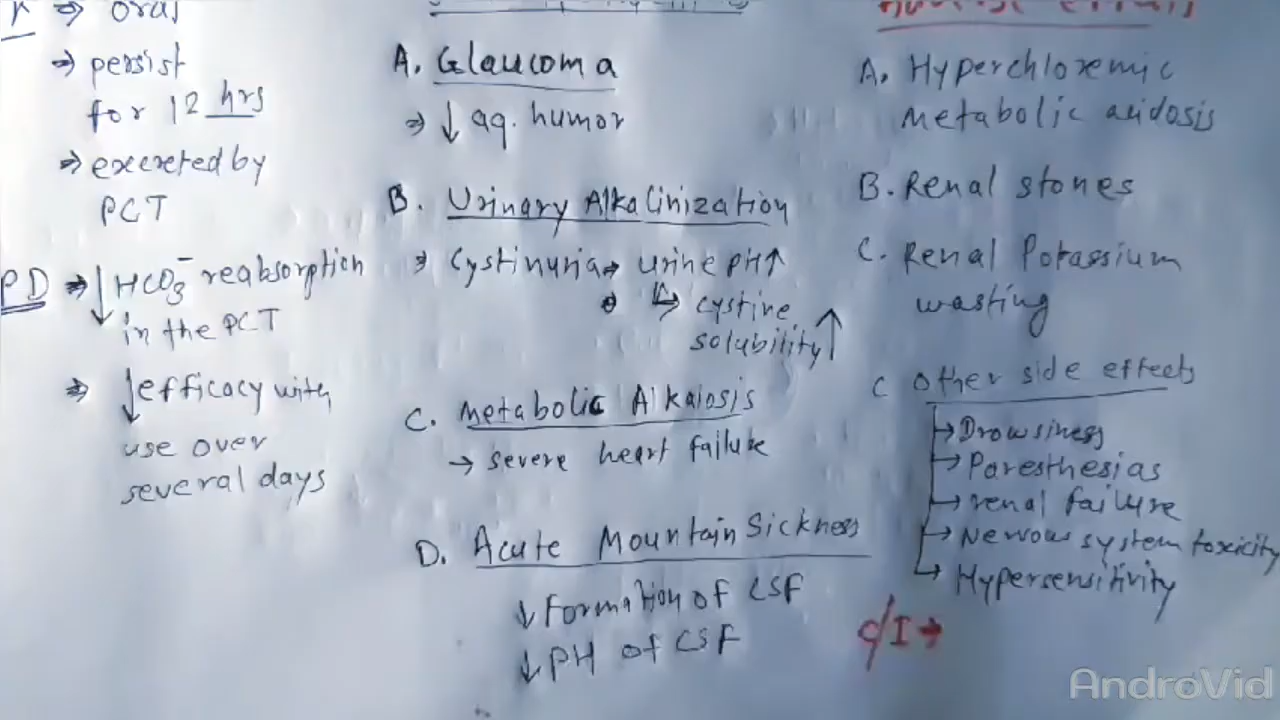 ⇒ oral
⇒ persist
for 12 hrs
⇒ excreted by
PCT
PD ⇒ ↓ HCO3⁻ reabsorption
in the PCT
⇒ ↓ efficacy with
use over
several days
A. Glaucoma
⇒ ↓ aq. humor
B. Urinary Alkalinization
⇒ Cystinuria → urine pH ↑
↳ cystine
solubility ↑
C. Metabolic Alkalosis
→ severe heart failure
D. Acute Mountain Sickness
↓ Formation of CSF
↓ PH of CSF
A. Hyperchloremic
Metabolic acidosis
B. Renal stones
C. Renal Potassium
wasting
C Other side effects
→ Drowsiness
→ Paresthesias
→ renal failure
→ Nervous system toxicity
→ Hypersensitivity
C/I →
AndroVid